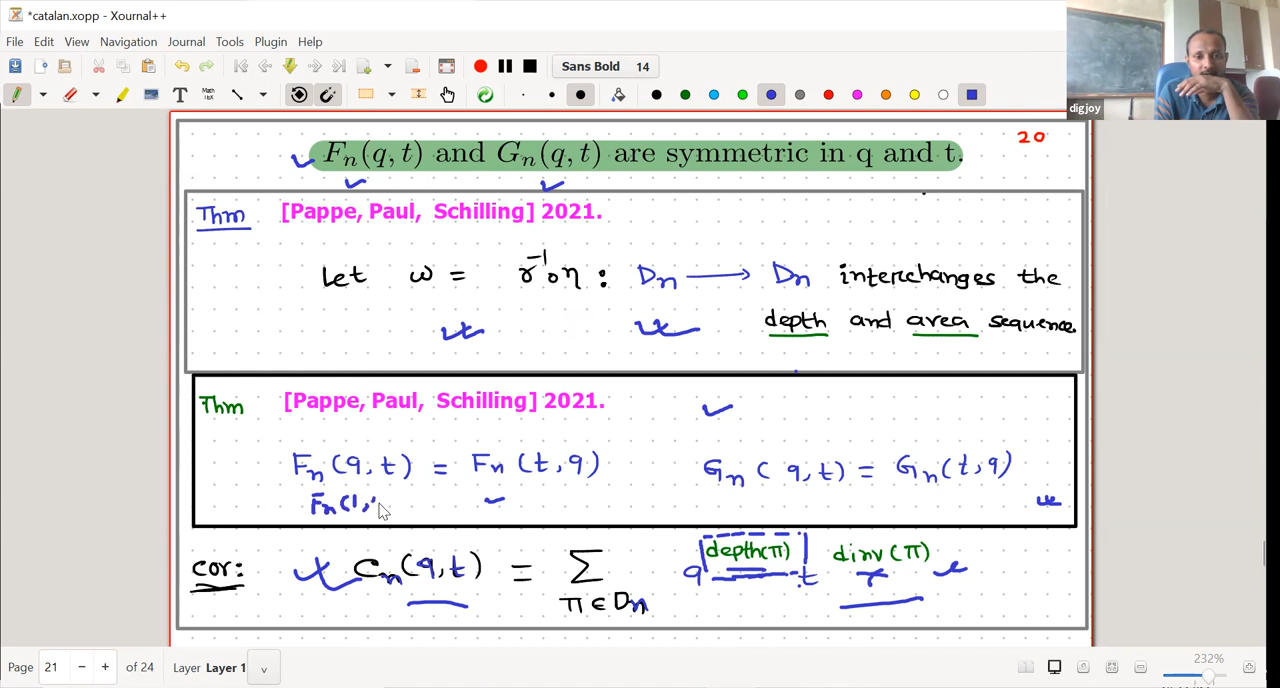 *catalan.xopp - Xournal++
File Edit View Navigation Journal Tools Plugin Help
Sans Bold 14
digjoy
20
Fn(q, t) and Gn(q, t) are symmetric in q and t.
Thm [Pappe, Paul, Schilling] 2021.
Let ω = γ⁻¹∘η : Dn ⟶ Dn interchanges the
depth and area sequence.
Thm [Pappe, Paul, Schilling] 2021.
Fn(q,t) = Fn(t,q) Gn(q,t) = Gn(t,q)
Fn(1,
cor: Cn(q,t) = Σ π∈Dn q^depth(π) t^dinv(π)
Page 21 − + of 24 Layer Layer 1 238%